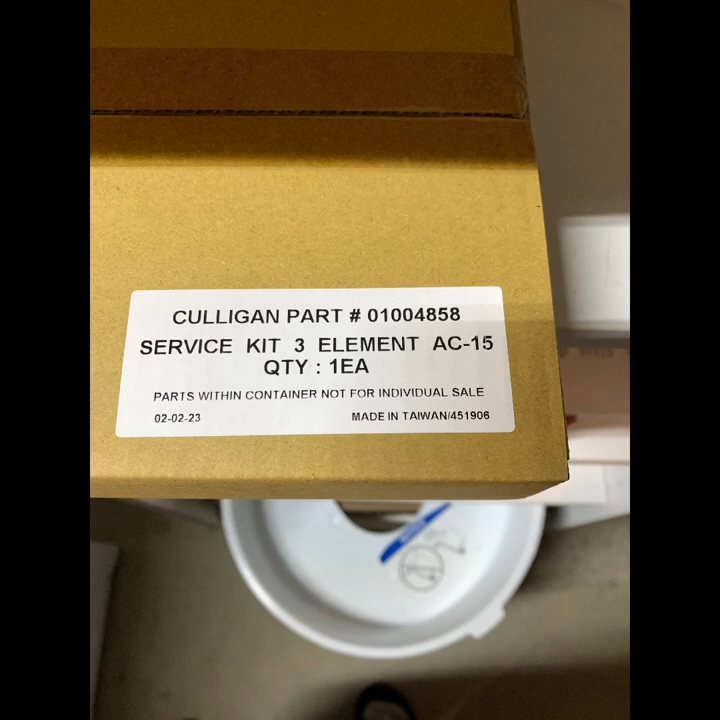 CULLIGAN PART # 01004858
SERVICE KIT 3 ELEMENT AC-15
QTY : 1EA
PARTS WITHIN CONTAINER NOT FOR INDIVIDUAL SALE
02-02-23 MADE IN TAIWAN/451906